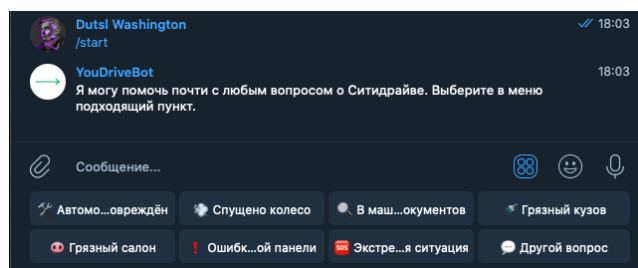 Dutsl Washington 18:03
/start
YouDriveBot 18:03
Я могу помочь почти с любым вопросом о Ситидрайве. Выберите в меню
подходящий пункт.
Сообщение...
Автомо...овреждён Спущено колесо В маш...окументов Грязный кузов
Грязный салон Ошибк...ой панели SOS Экстре...я ситуация Другой вопрос